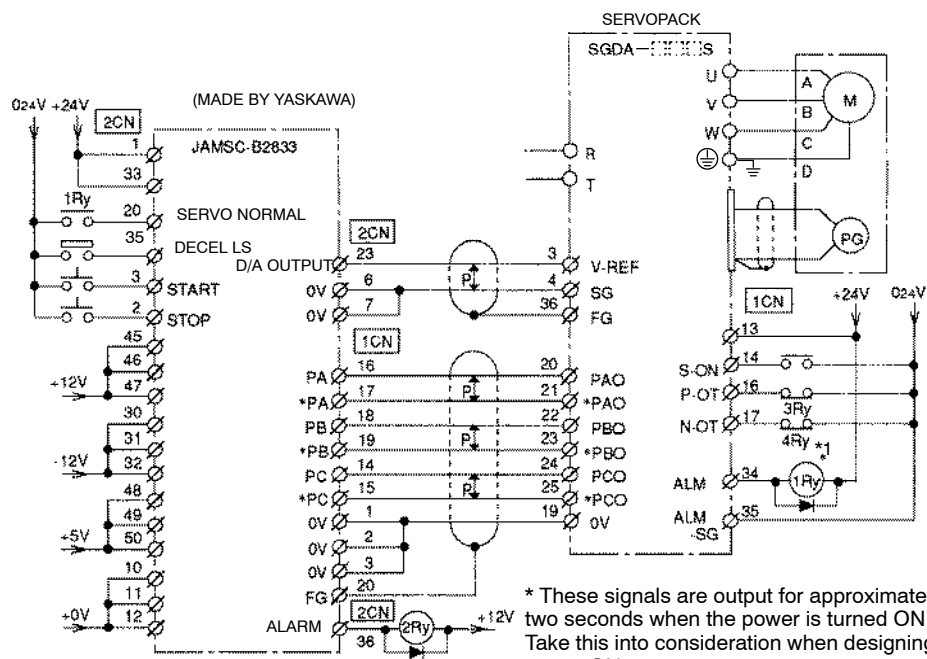 SERVOPACK
SGDA- S
(MADE BY YASKAWA)
024V +24V
2CN
JAMSC-B2833
1
33
1Ry
20
SERVO NORMAL
35
DECEL LS
3
START
2
STOP
45
46
+12V
47
30
31
-12V
32
48
49
+5V
50
10
11
+0V
12
2CN
D/A OUTPUT
23
0V
6
0V
7
1CN
PA
16
*PA
17
PB
18
*PB
19
PC
14
*PC
15
0V
1
0V
2
0V
3
FG
20
2CN
ALARM
36
2Ry
+12V
P
P
P
P
R
T
3
V-REF
4
SG
36
FG
20
PAO
21
*PAO
22
PBO
23
*PBO
24
PCO
25
*PCO
19
0V
U
V
W
A
B
C
D
M
PG
1CN
+24V
024V
13
S-ON
14
P-OT
16
3Ry
N-OT
17
4Ry
*1
ALM
34
1Ry
ALM
35
-SG
* These signals are output for approximate
two seconds when the power is turned ON
Take this into consideration when designing